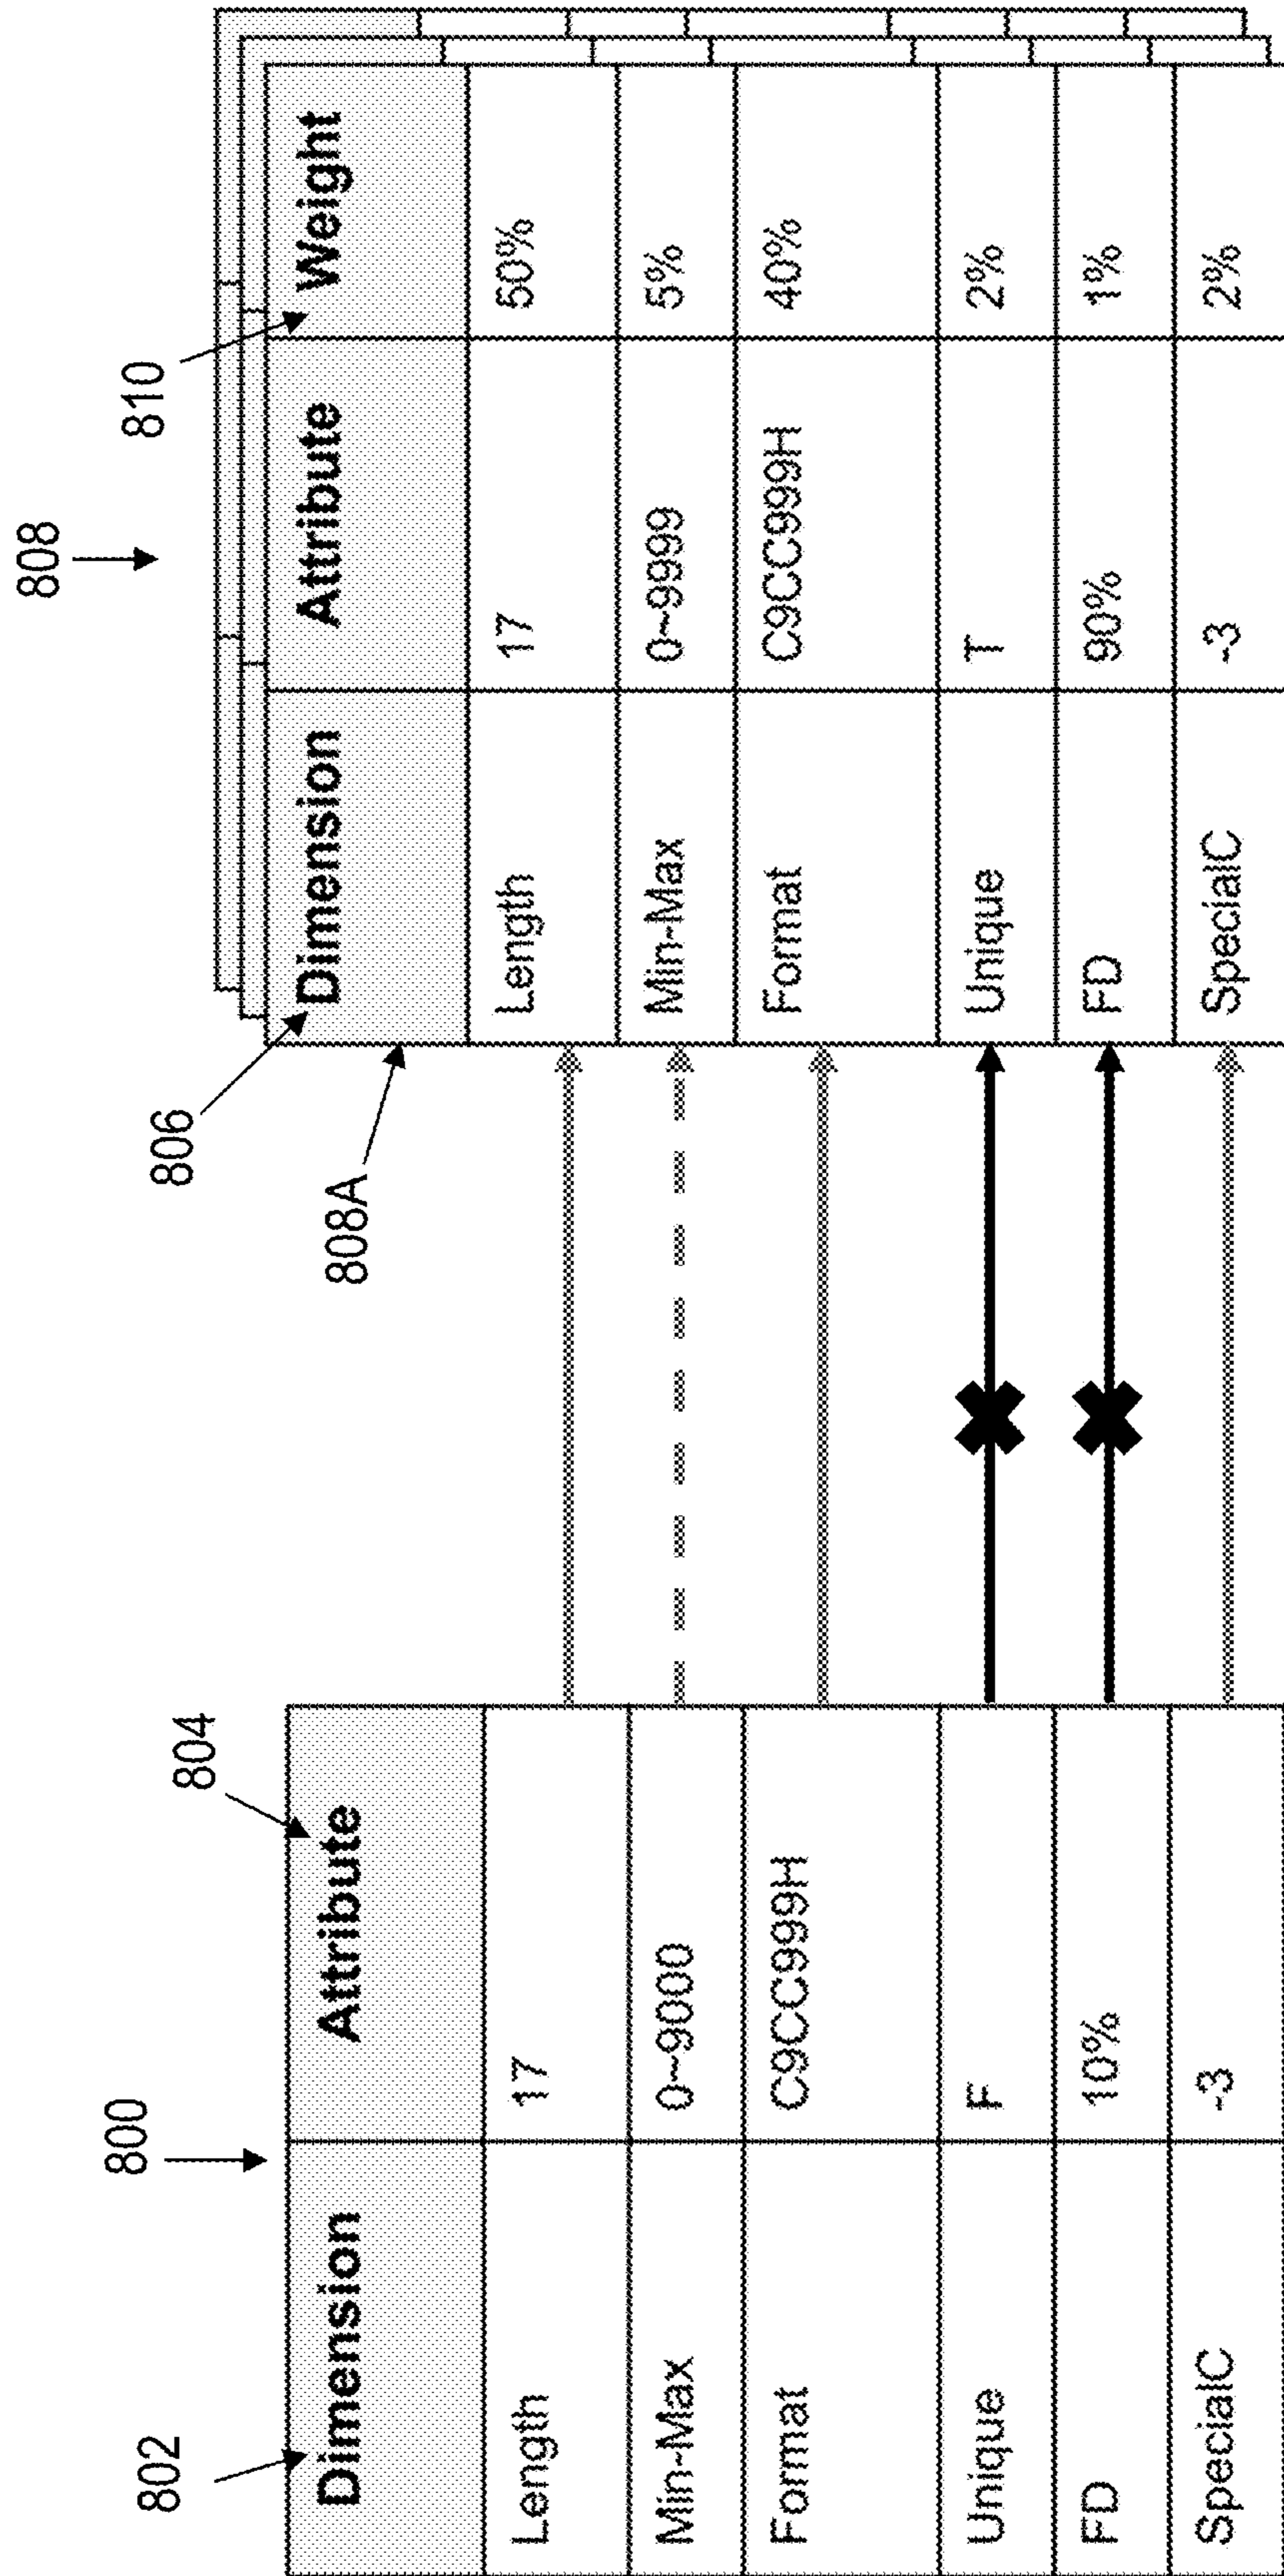 800
802
804
Dimension Attribute
Length 17
Min-Max 0~9000
Format C9CC999H
Unique F
FD 10%
SpecialC -3
808
806
810
808A
Dimension Attribute Weight
Length 17 50%
Min-Max 0~9999 5%
Format C9CC999H 40%
Unique T 2%
FD 90% 1%
SpecialC -3 2%